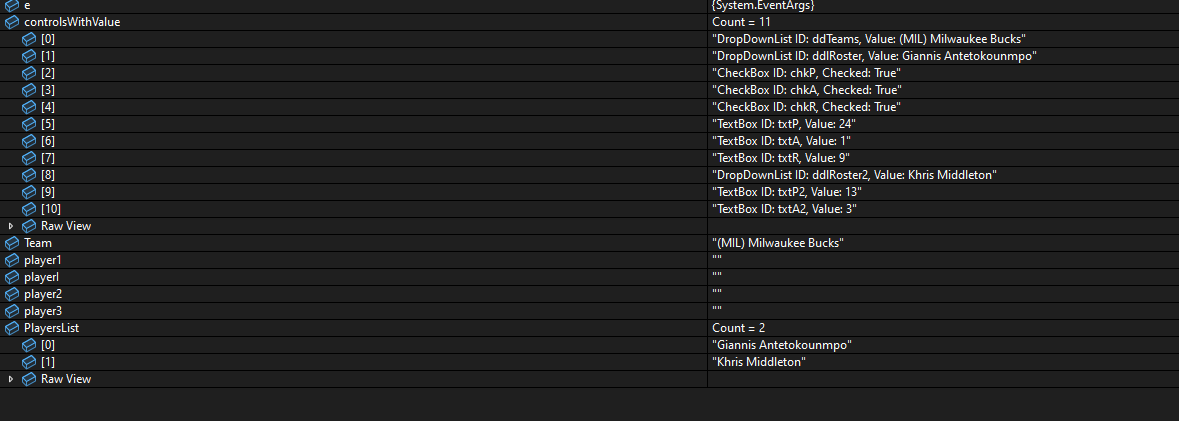 e {System.EventArgs}
controlsWithValue Count = 11
[0] "DropDownList ID: ddTeams, Value: (MIL) Milwaukee Bucks"
[1] "DropDownList ID: ddlRoster, Value: Giannis Antetokounmpo"
[2] "CheckBox ID: chkP, Checked: True"
[3] "CheckBox ID: chkA, Checked: True"
[4] "CheckBox ID: chkR, Checked: True"
[5] "TextBox ID: txtP, Value: 24"
[6] "TextBox ID: txtA, Value: 1"
[7] "TextBox ID: txtR, Value: 9"
[8] "DropDownList ID: ddlRoster2, Value: Khris Middleton"
[9] "TextBox ID: txtP2, Value: 13"
[10] "TextBox ID: txtA2, Value: 3"
Raw View
Team "(MIL) Milwaukee Bucks"
player1 ""
playerl ""
player2 ""
player3 ""
PlayersList Count = 2
[0] "Giannis Antetokounmpo"
[1] "Khris Middleton"
Raw View